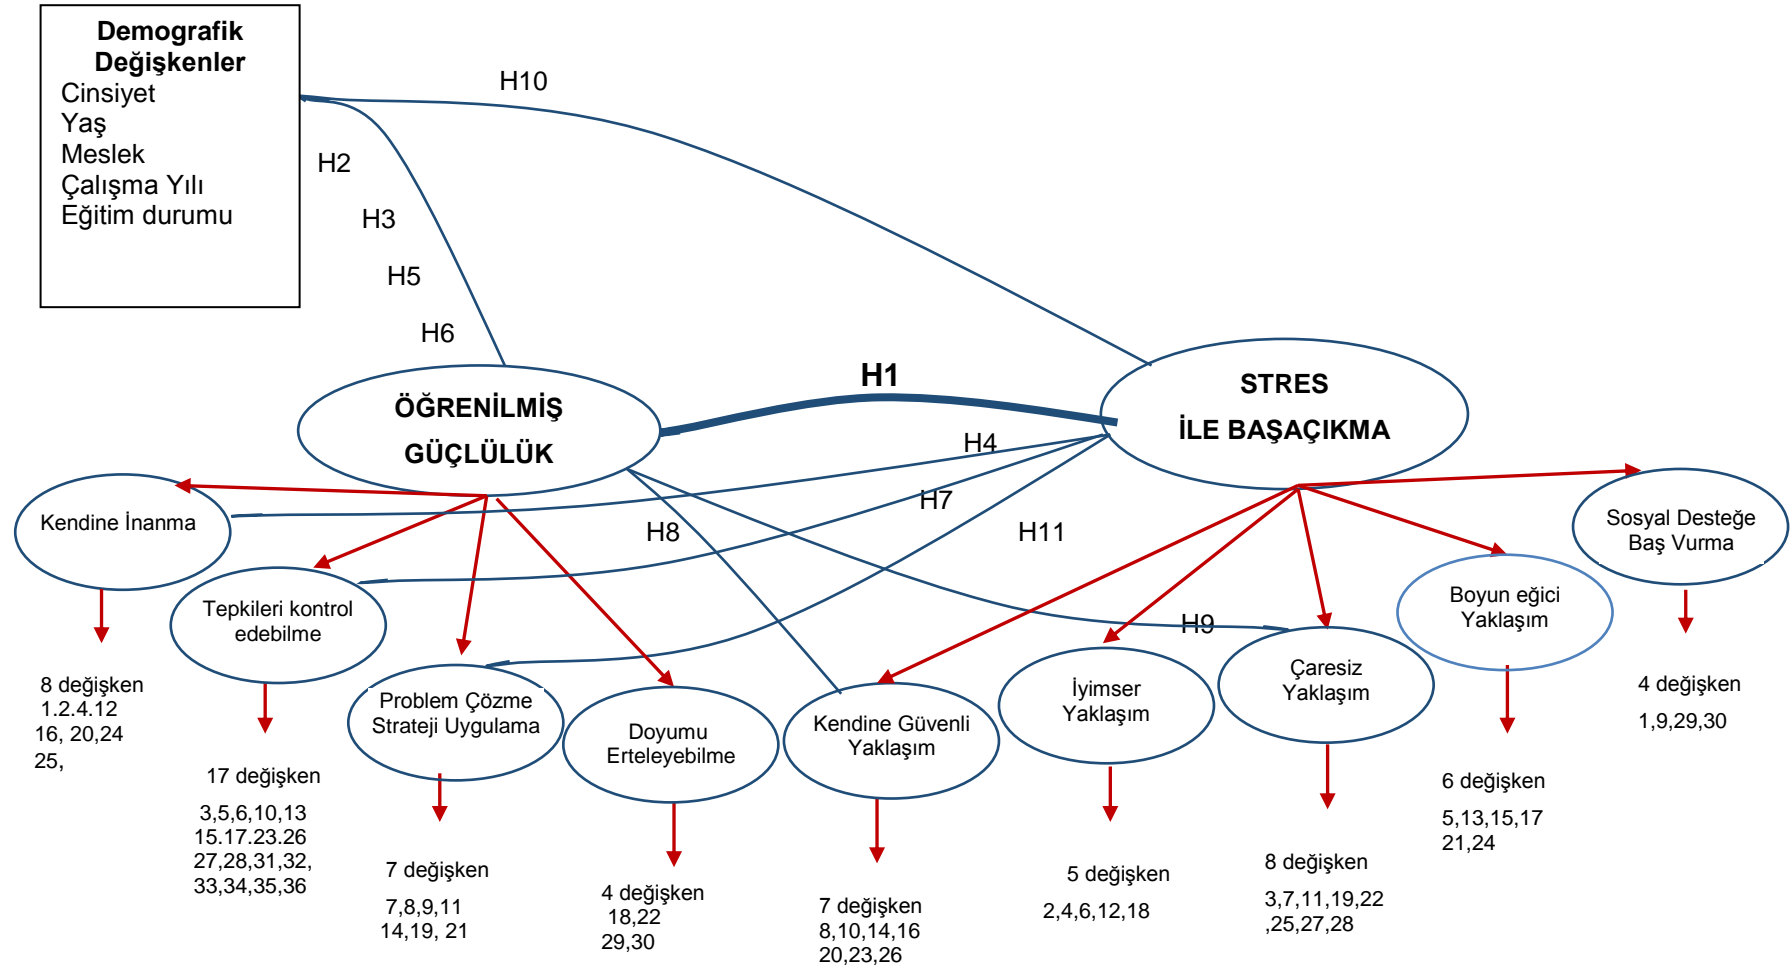 Demografik
Değişkenler
Cinsiyet
Yaş
Meslek
Çalışma Yılı
Eğitim durumu
H10
H2
H3
H5
H6
H1
ÖĞRENİLMİŞ
GÜÇLÜLÜK
STRES
İLE BAŞAÇIKMA
H4
H7
H8
H11
H9
Kendine İnanma
Tepkileri kontrol
edebilme
Problem Çözme
Strateji Uygulama
Doyumu
Erteleyebilme
Kendine Güvenli
Yaklaşım
İyimser
Yaklaşım
Çaresiz
Yaklaşım
Boyun eğici
Yaklaşım
Sosyal Desteğe
Baş Vurma
8 değişken
1.2.4.12
16, 20,24
25,
17 değişken
3,5,6,10,13
15.17.23.26
27,28,31,32,
33,34,35,36
7 değişken
7,8,9,11
14,19, 21
4 değişken
18,22
29,30
7 değişken
8,10,14,16
20,23,26
5 değişken
2,4,6,12,18
8 değişken
3,7,11,19,22
,25,27,28
6 değişken
5,13,15,17
21,24
4 değişken
1,9,29,30